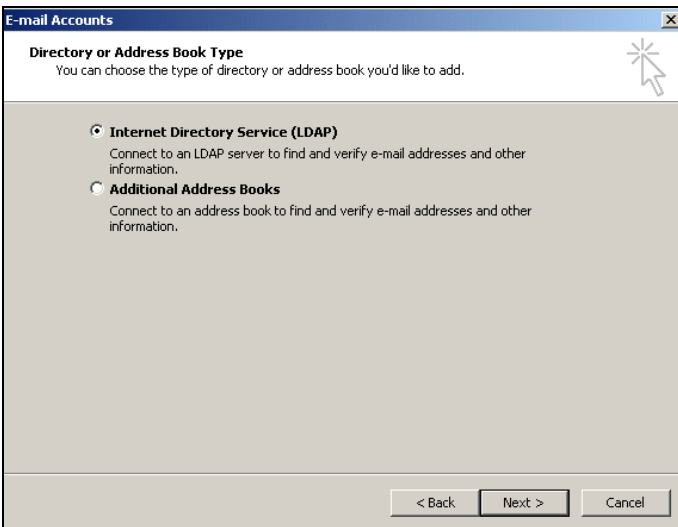 E-mail Accounts
Directory or Address Book Type
You can choose the type of directory or address book you'd like to add.
Internet Directory Service (LDAP)
Connect to an LDAP server to find and verify e-mail addresses and other
information.
Additional Address Books
Connect to an address book to find and verify e-mail addresses and other
information.
< Back Next > Cancel